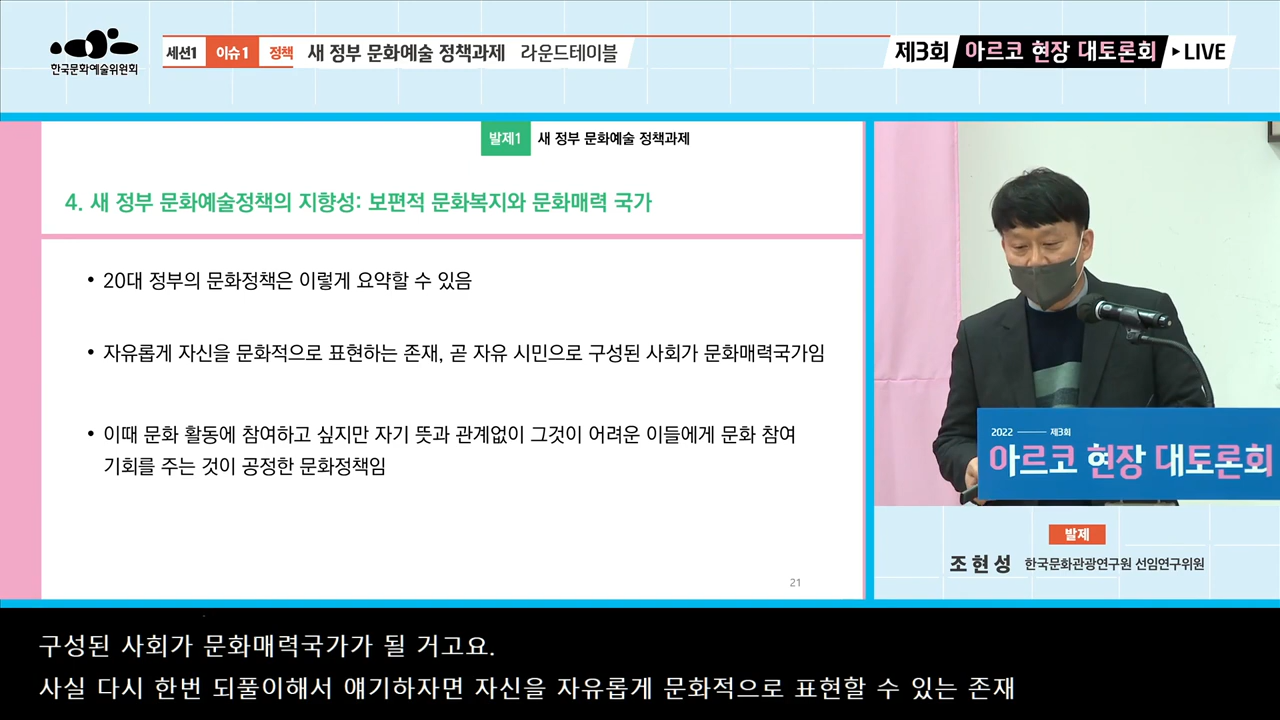 한국문화예술위원회
세션1 이슈1 정책 새 정부 문화예술 정책과제 라운드테이블
제3회 아르코 현장 대토론회 LIVE
발제1 새 정부 문화예술 정책과제
4. 새 정부 문화예술정책의 지향성: 보편적 문화복지와 문화매력 국가
• 20대 정부의 문화정책은 이렇게 요약할 수 있음
• 자유롭게 자신을 문화적으로 표현하는 존재, 곧 자유 시민으로 구성된 사회가 문화매력국가임
• 이때 문화 활동에 참여하고 싶지만 자기 뜻과 관계없이 그것이 어려운 이들에게 문화 참여
기회를 주는 것이 공정한 문화정책임
21
2022 제3회
아르코 현장 대토론회
발제
조현성 한국문화관광연구원 선임연구위원
구성된 사회가 문화매력국가가 될 거고요.
사실 다시 한번 되풀이해서 얘기하자면 자신을 자유롭게 문화적으로 표현할 수 있는 존재